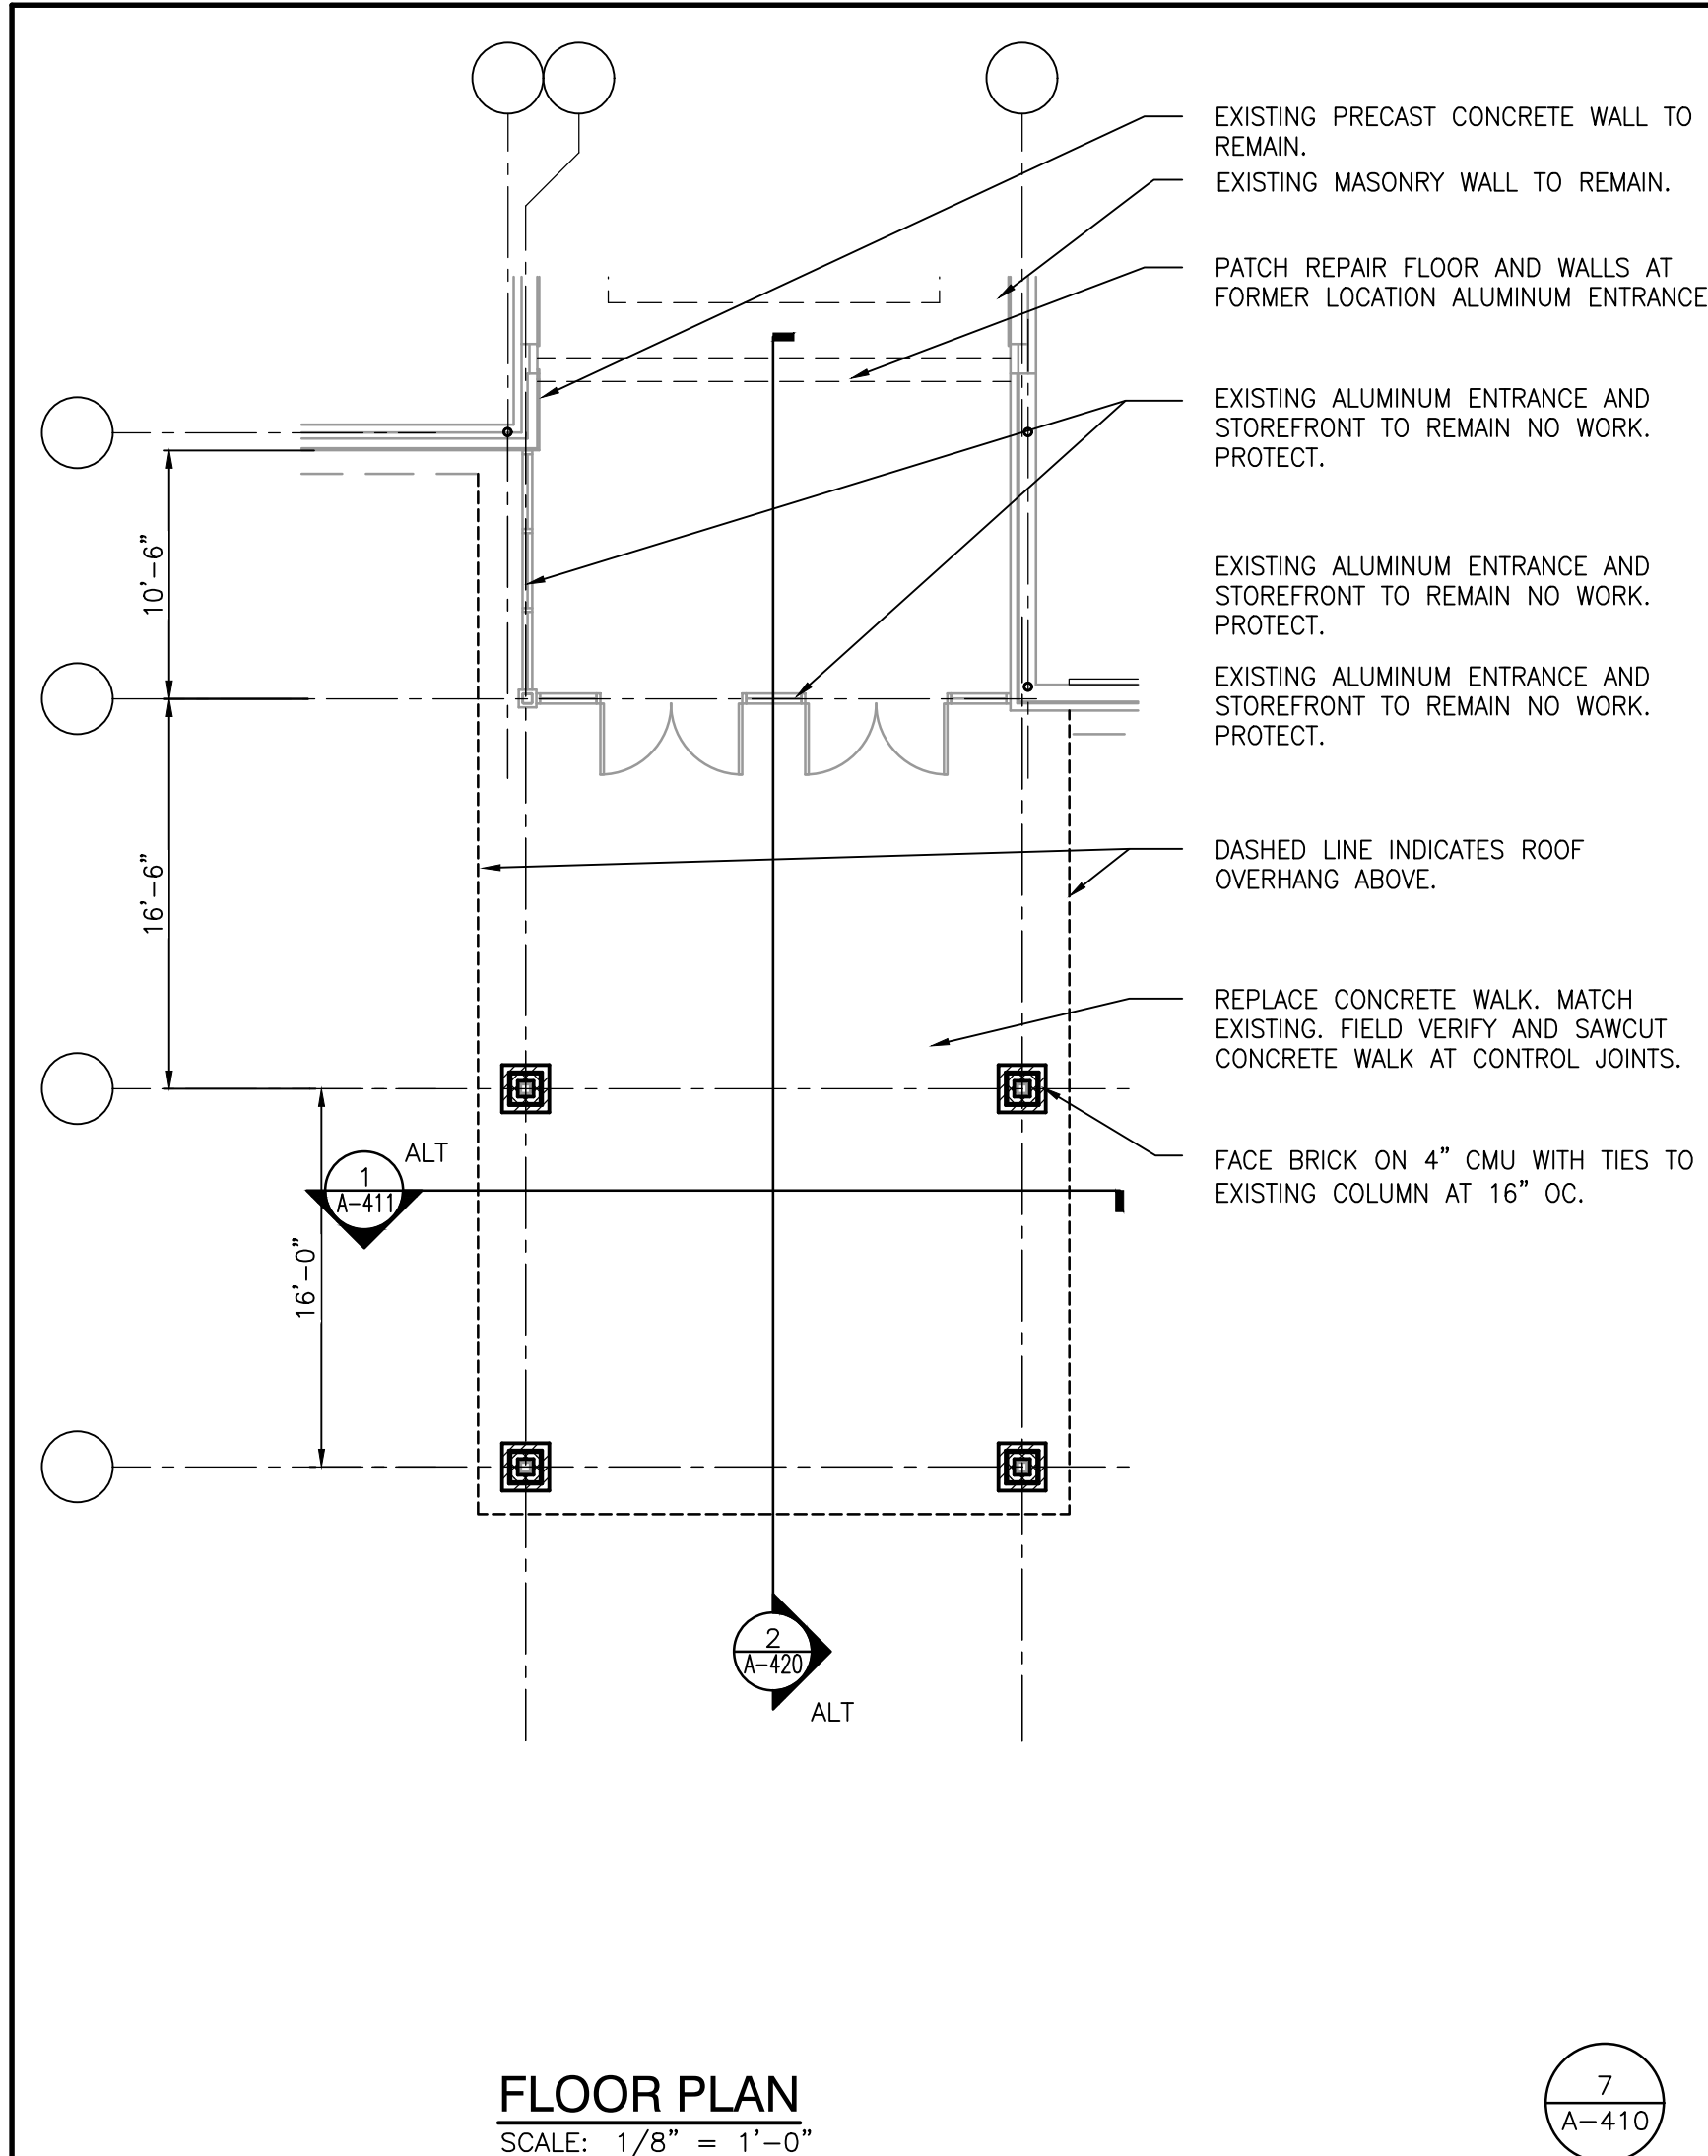 EXISTING PRECAST CONCRETE WALL TO
REMAIN.
EXISTING MASONRY WALL TO REMAIN.
PATCH REPAIR FLOOR AND WALLS AT
FORMER LOCATION ALUMINUM ENTRANCE
EXISTING ALUMINUM ENTRANCE AND
STOREFRONT TO REMAIN NO WORK.
PROTECT.
10'-6"
EXISTING ALUMINUM ENTRANCE AND
STOREFRONT TO REMAIN NO WORK.
PROTECT.
EXISTING ALUMINUM ENTRANCE AND
STOREFRONT TO REMAIN NO WORK.
PROTECT.
16'-6"
DASHED LINE INDICATES ROOF
OVERHANG ABOVE.
REPLACE CONCRETE WALK. MATCH
EXISTING. FIELD VERIFY AND SAWCUT
CONCRETE WALK AT CONTROL JOINTS.
FACE BRICK ON 4" CMU WITH TIES TO
EXISTING COLUMN AT 16" OC.
ALT
1
A-411
16'-0"
2
A-420
ALT
FLOOR PLAN
SCALE: 1/8" = 1'-0"
7
A-410